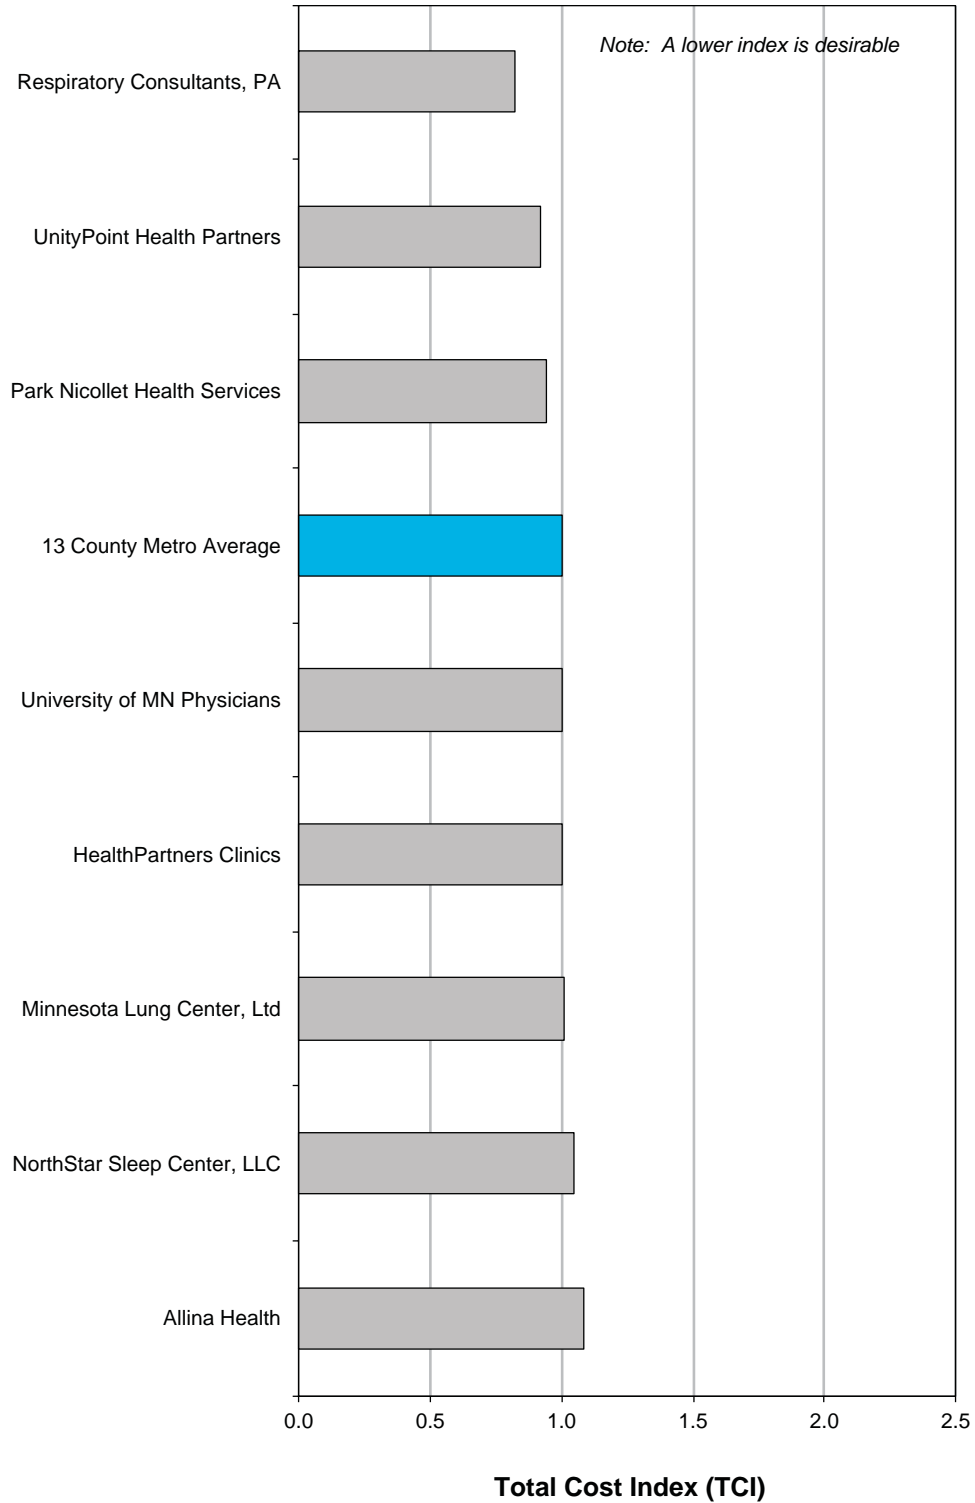 Note: A lower index is desirable
Respiratory Consultants, PA
UnityPoint Health Partners
Park Nicollet Health Services
13 County Metro Average
University of MN Physicians
HealthPartners Clinics
Minnesota Lung Center, Ltd
NorthStar Sleep Center, LLC
Allina Health
0.0 0.5 1.0 1.5 2.0 2.5
Total Cost Index (TCI)